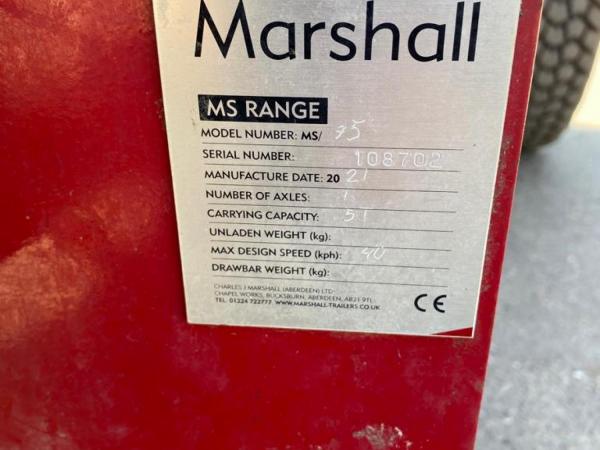 Marshall
MS RANGE
MODEL NUMBER: MS/ 75
SERIAL NUMBER: 108702
MANUFACTURE DATE: 20 21
NUMBER OF AXLES:
CARRYING CAPACITY: 5
UNLADEN WEIGHT (kg):
MAX DESIGN SPEED (kph): 40
DRAWBAR WEIGHT (kg):
CHARLES J MARSHALL (ABERDEEN) LTD
CHAPEL WORKS, BUCKSBURN, ABERDEEN, AB21 9TL
TEL. 01224 722777 WWW.MARSHALL-TRAILERS.CO.UK
CE